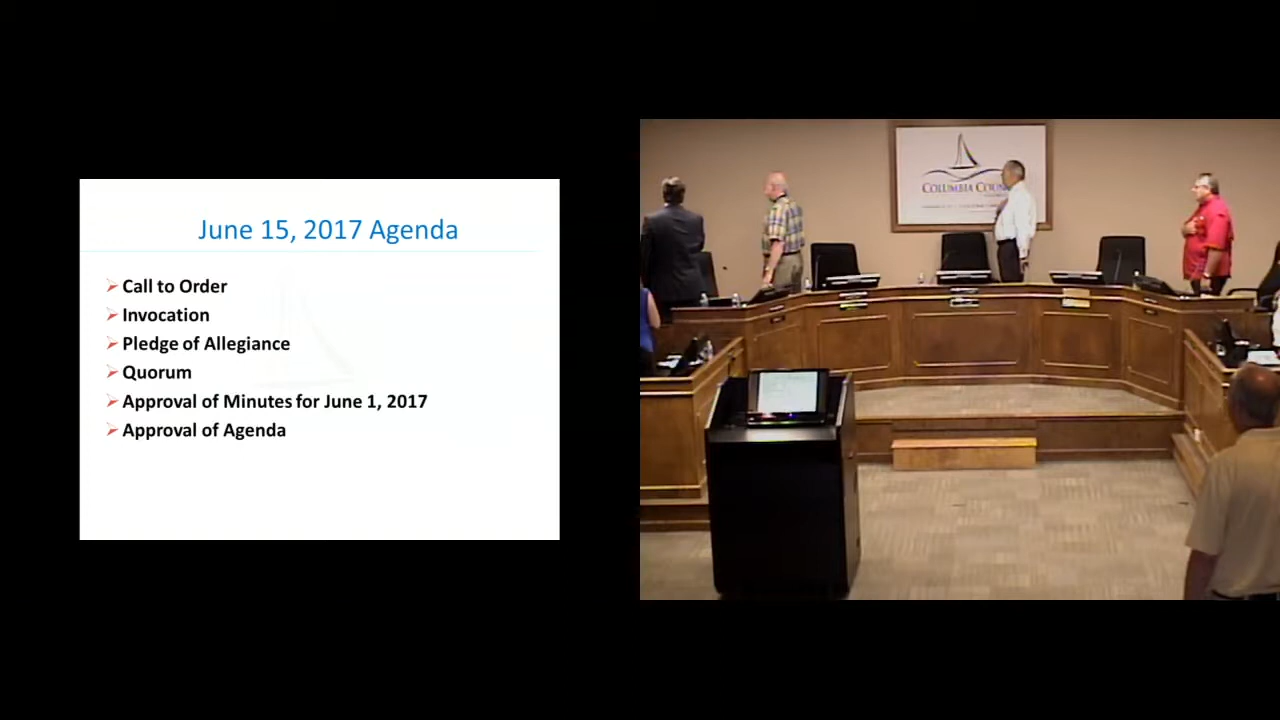 June 15, 2017 Agenda
Call to Order
Invocation
Pledge of Allegiance
Quorum
Approval of Minutes for June 1, 2017
Approval of Agenda
COLUMBIA